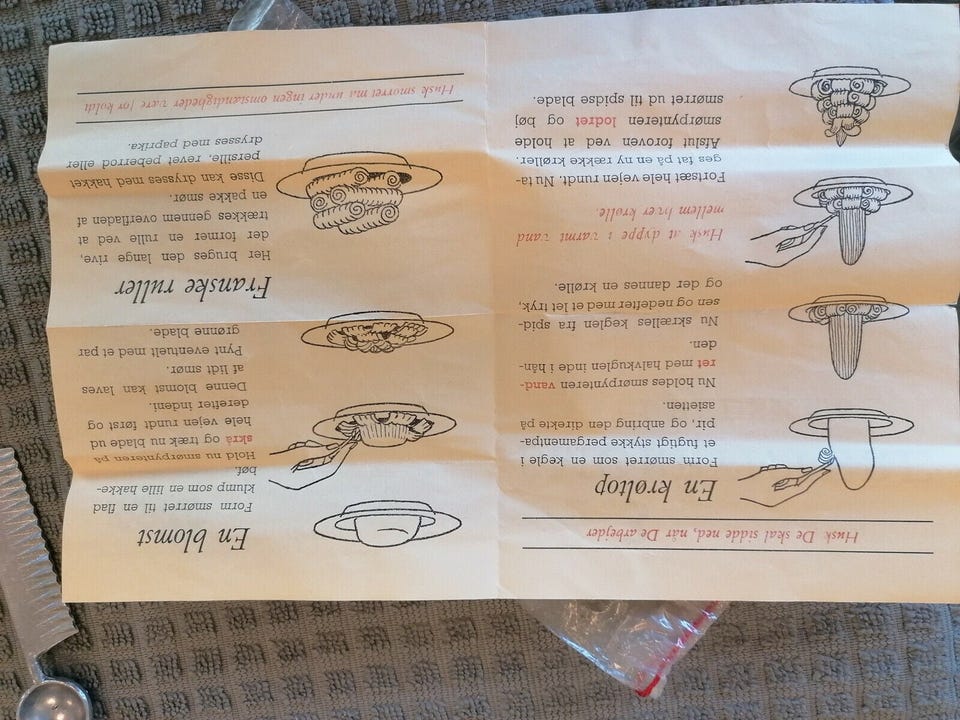 Husk De skal sidde ned, når De arbejder
En krøltop
Form smørret som en kegle i
et fugtigt stykke pergamentpa-
pir, og anbring den direkte på
asietten.
Nu holdes smørpynteren vand-
ret med halvkuglen inde i hån-
den.
Nu skrælles keglen fra spid-
sen og nedefter med et let tryk,
og der dannes en krølle.
Husk at dyppe i varmt vand
mellem hver krølle.
Fortsæt hele vejen rundt. Nu ta-
ges fat på en ny række krøller.
Afslut foroven ved at holde
smørpynteren lodret og bøj
smørret ud til spidse blade.
En blomst
Form smørret til en flad
klump som en lille hakke-
bøf.
Hold nu smørpynteren på
skrå og træk nu blade ud
hele vejen rundt først og
derefter indeni.
Denne blomst kan laves
af lidt smør.
Pynt eventuelt med et par
grønne blade.
Franske ruller
Her bruges den lange rive,
der former en rulle ved at
trækkes gennem overfladen af
en pakke smør.
Disse kan drysses med hakket
persille, revet peberrod eller
drysses med paprika.
Husk smørret må under ingen omstændigheder være for koldt